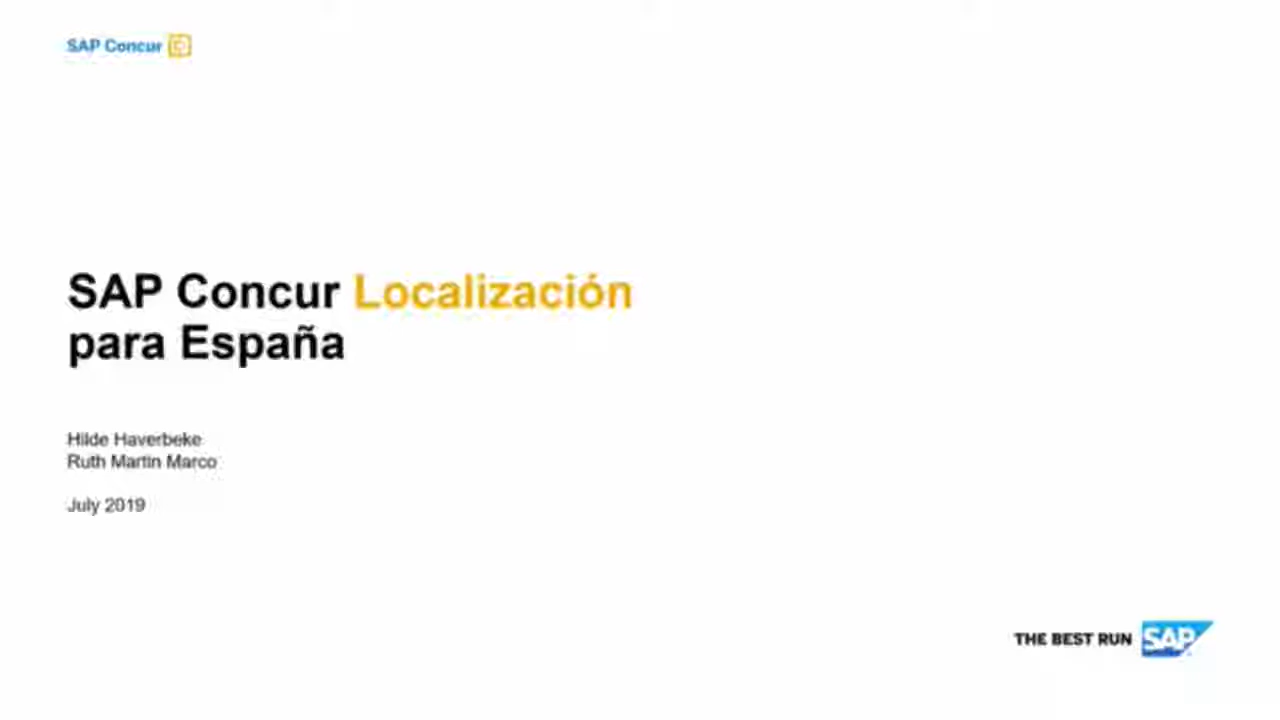 SAP Concur
SAP Concur Localización
para España
Hilde Haverbeke
Ruth Martin Marco
July 2019
THE BEST RUN SAP